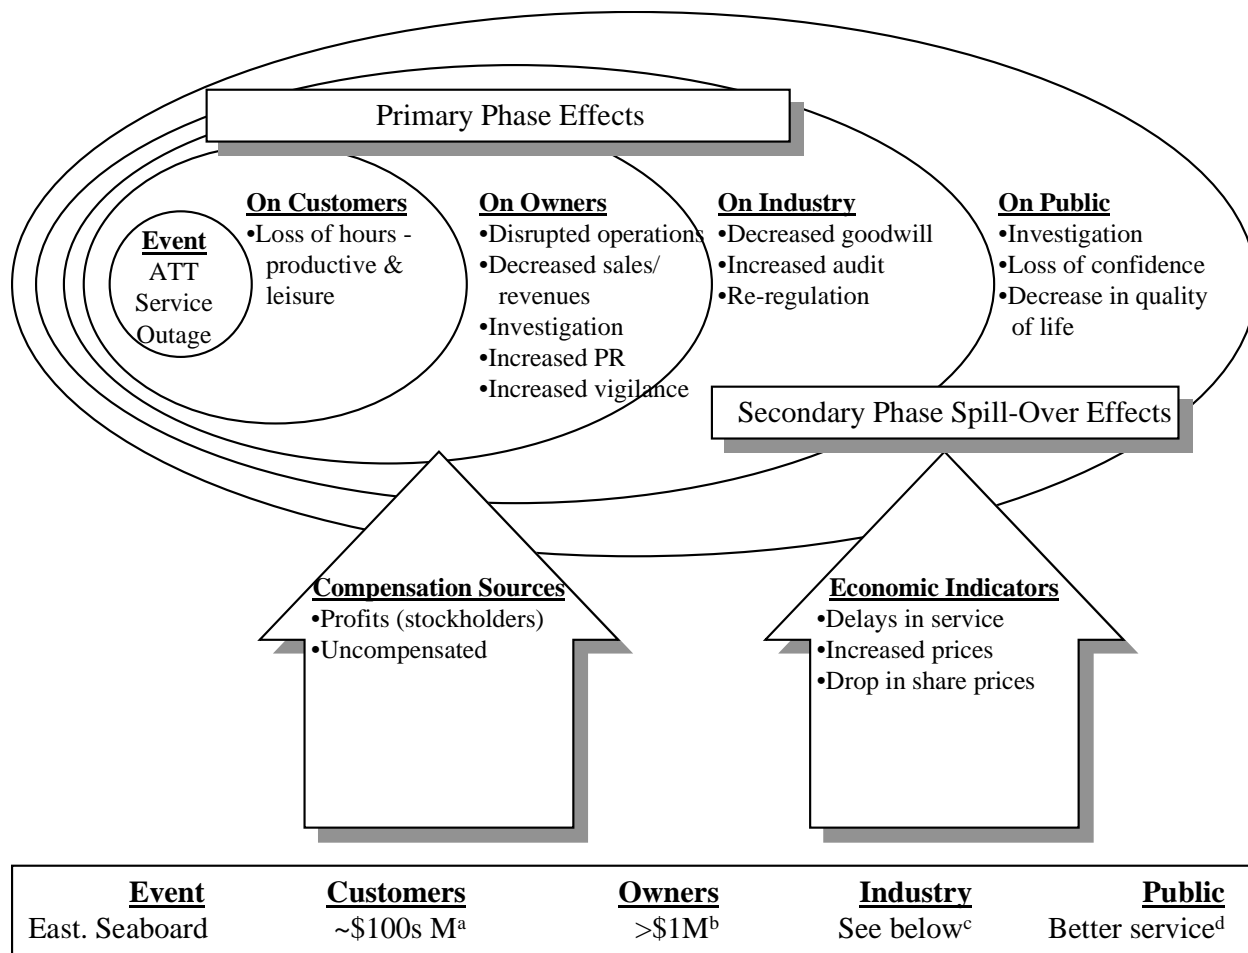 Primary Phase Effects
Event
ATT
Service
Outage
On Customers
•Loss of hours -
productive &
leisure
On Owners
•Disrupted operations
•Decreased sales/
revenues
•Investigation
•Increased PR
•Increased vigilance
On Industry
•Decreased goodwill
•Increased audit
•Re-regulation
On Public
•Investigation
•Loss of confidence
•Decrease in quality
of life
Secondary Phase Spill-Over Effects
Compensation Sources
•Profits (stockholders)
•Uncompensated
Economic Indicators
•Delays in service
•Increased prices
•Drop in share prices
Event Customers Owners Industry Public
East. Seaboard ~$100s Mᵃ >$1Mᵇ See belowᶜ Better serviceᵈ